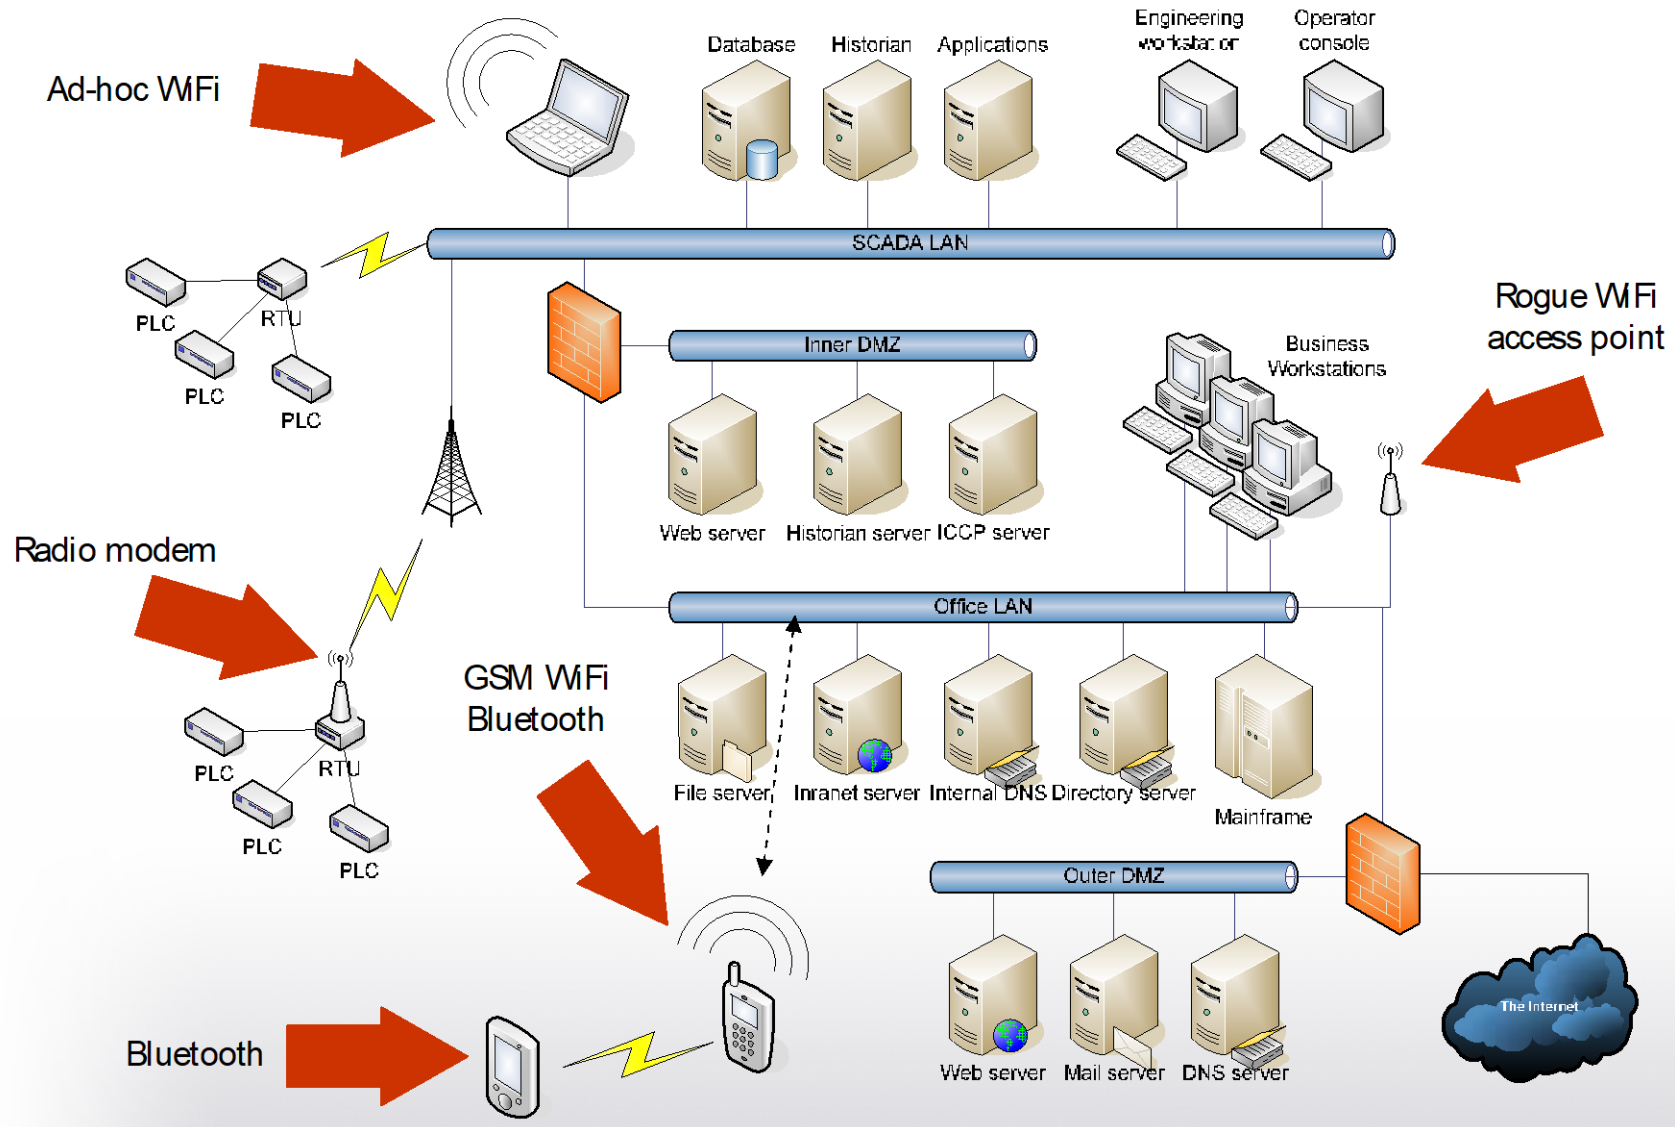 Engineering
workstation
Operator
console
Database
Historian
Applications
Ad-hoc WiFi
SCADA LAN
PLC
RTU
PLC
PLC
Rogue WiFi
access point
Inner DMZ
Business
Workstations
Web server
Historian server
ICCP server
Radio modem
Office LAN
GSM WiFi
Bluetooth
PLC
RTU
PLC
PLC
File server
Inranet server
Internal DNS
Directory server
Mainframe
Outer DMZ
The Internet
Bluetooth
Web server
Mail server
DNS server